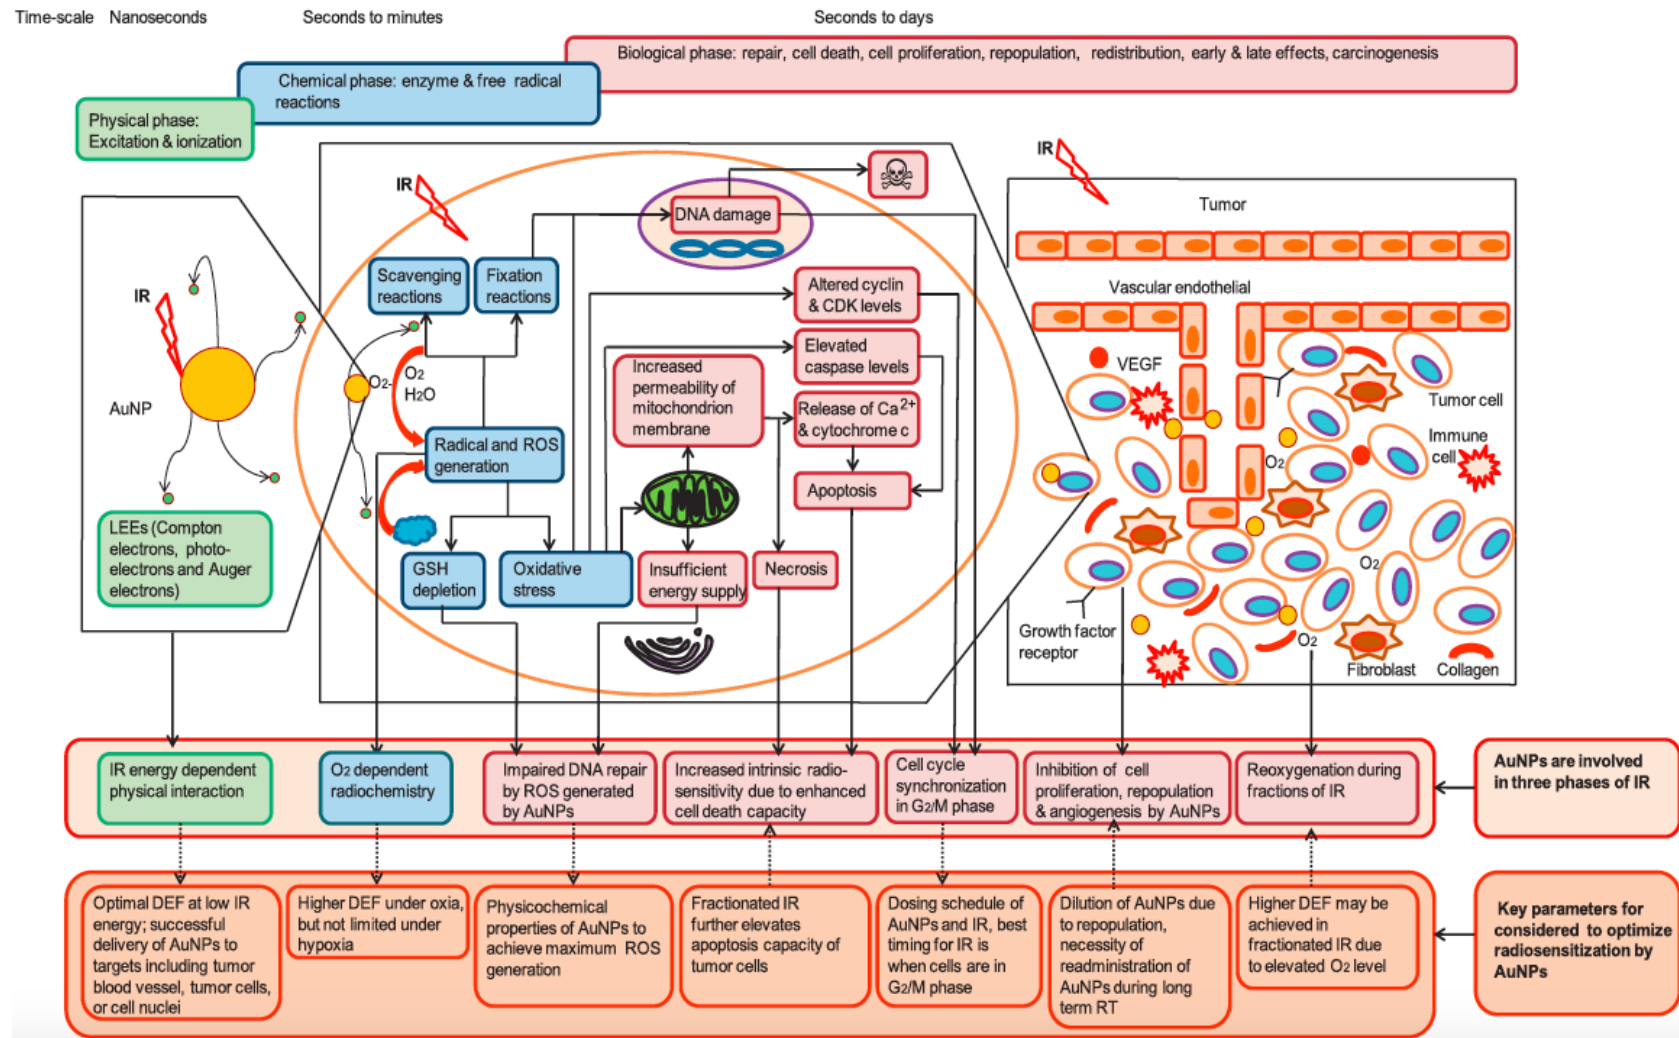 Time-scale Nanoseconds Seconds to minutes Seconds to days
Biological phase: repair, cell death, cell proliferation, repopulation, redistribution, early & late effects, carcinogenesis
Chemical phase: enzyme & free radical
reactions
Physical phase:
Excitation & ionization
IR
AuNP
LEEs (Compton
electrons, photo-
electrons and Auger
electrons)
IR
DNA damage
Scavenging
reactions
Fixation
reactions
O2-
O2
H2O
Radical and ROS
generation
GSH
depletion
Oxidative
stress
Altered cyclin
& CDK levels
Elevated
caspase levels
Increased
permeability of
mitochondrion
membrane
Release of Ca2+
& cytochrome c
Apoptosis
Insufficient
energy supply
Necrosis
IR
Tumor
Vascular endothelial
VEGF
Tumor cell
Immune
cell
O2
O2
O2
Growth factor
receptor
Fibroblast
Collagen
IR energy dependent
physical interaction
O2 dependent
radiochemistry
Impaired DNA repair
by ROS generated
by AuNPs
Increased intrinsic radio-
sensitivity due to enhanced
cell death capacity
Cell cycle
synchronization
in G2/M phase
Inhibition of cell
proliferation, repopulation
& angiogenesis by AuNPs
Reoxygenation during
fractions of IR
AuNPs are involved
in three phases of IR
Optimal DEF at low IR
energy; successful
delivery of AuNPs to
targets including tumor
blood vessel, tumor cells,
or cell nuclei
Higher DEF under oxia,
but not limited under
hypoxia
Physicochemical
properties of AuNPs to
achieve maximum ROS
generation
Fractionated IR
further elevates
apoptosis capacity of
tumor cells
Dosing schedule of
AuNPs and IR, best
timing for IR is
when cells are in
G2/M phase
Dilution of AuNPs due
to repopulation,
necessity of
readministration of
AuNPs during long
term RT
Higher DEF may be
achieved in
fractionated IR due
to elevated O2 level
Key parameters for
considered to optimize
radiosensitization by
AuNPs